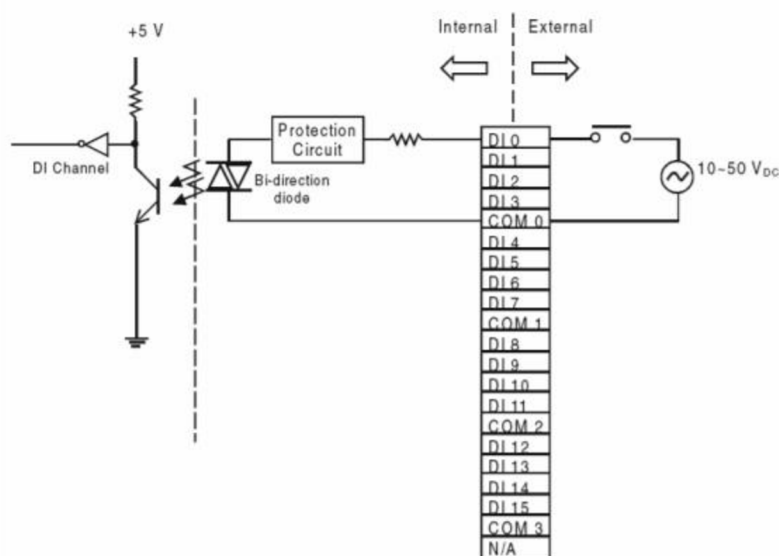 +5 V
Internal
External
DI Channel
Protection
Circuit
Bi-direction
diode
10~50 VDC
DI 0
DI 1
DI 2
DI 3
COM 0
DI 4
DI 5
DI 6
DI 7
COM 1
DI 8
DI 9
DI 10
DI 11
COM 2
DI 12
DI 13
DI 14
DI 15
COM 3
N/A